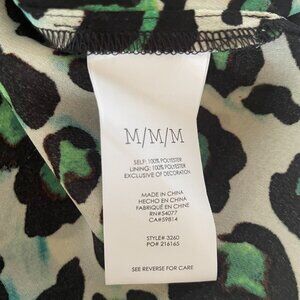 M/M/M
SELF: 100% POLYESTER
LINING: 100% POLYESTER
EXCLUSIVE OF DECORATION
MADE IN CHINA
HECHO EN CHINA
FABRIQUÉ EN CHINE
RN#54077
CA#59814
STYLE# 3260
PO# 216165
SEE REVERSE FOR CARE